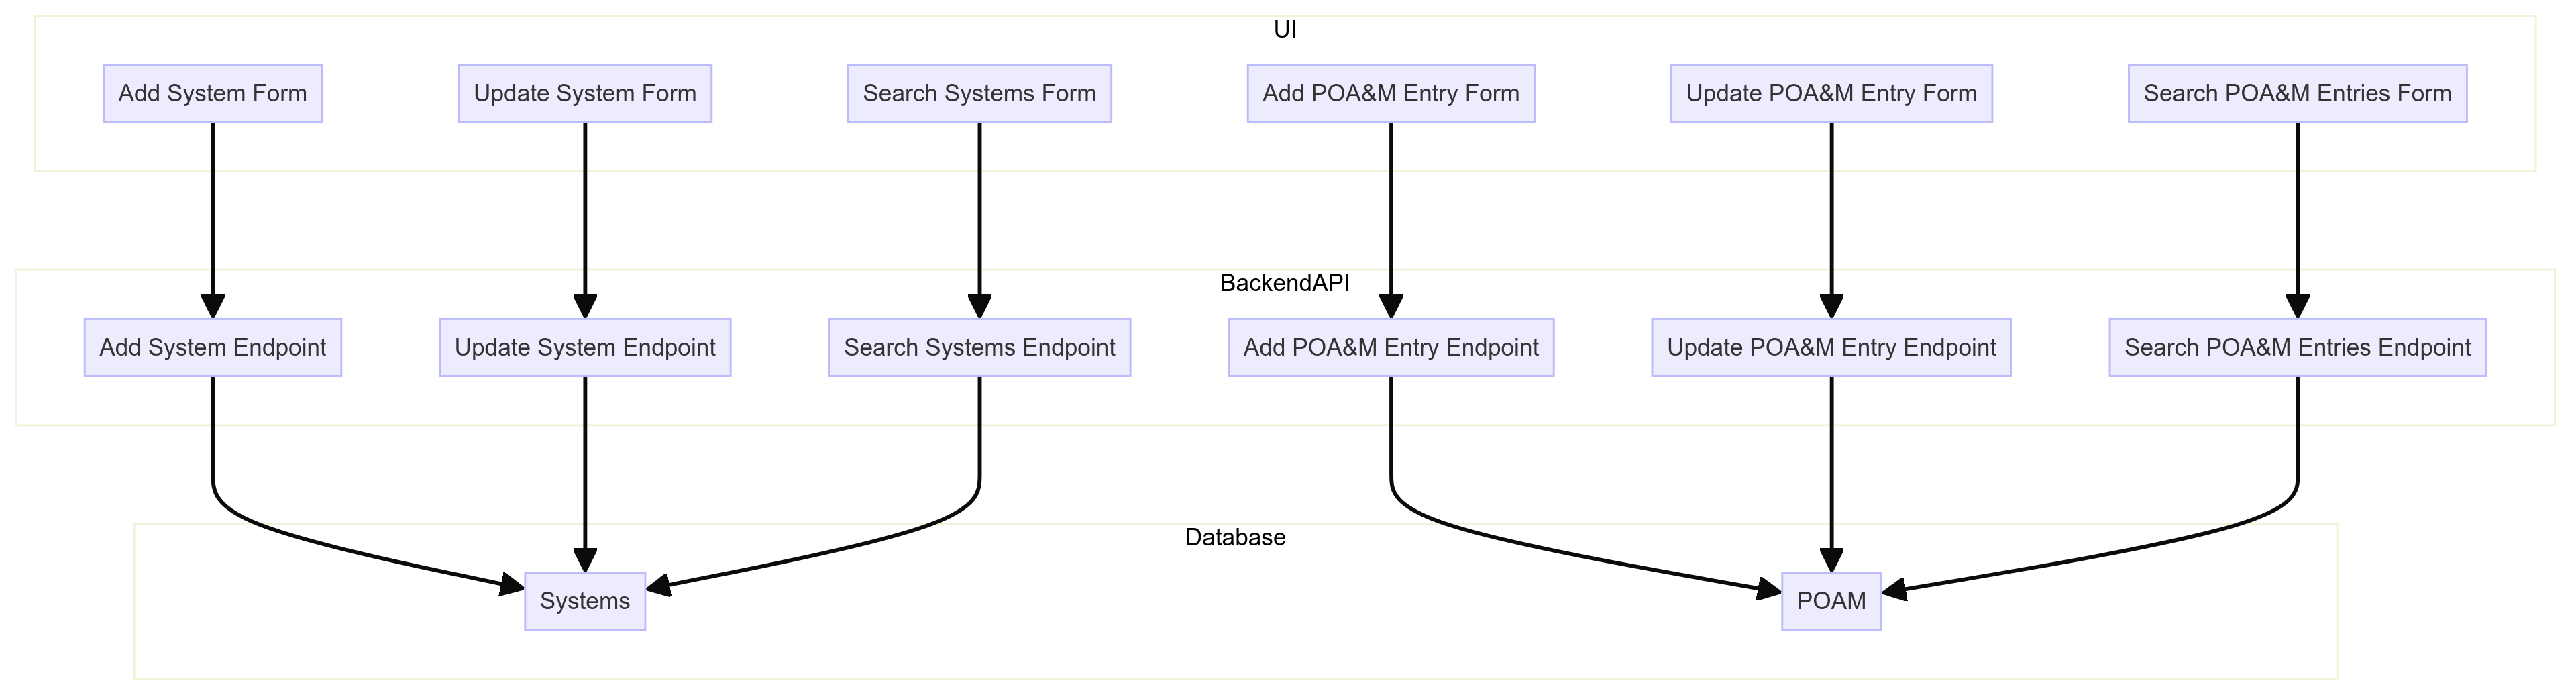 UI
Add System Form
Update System Form
Search Systems Form
Add POA&M Entry Form
Update POA&M Entry Form
Search POA&M Entries Form
BackendAPI
Add System Endpoint
Update System Endpoint
Search Systems Endpoint
Add POA&M Entry Endpoint
Update POA&M Entry Endpoint
Search POA&M Entries Endpoint
Database
Systems
POAM